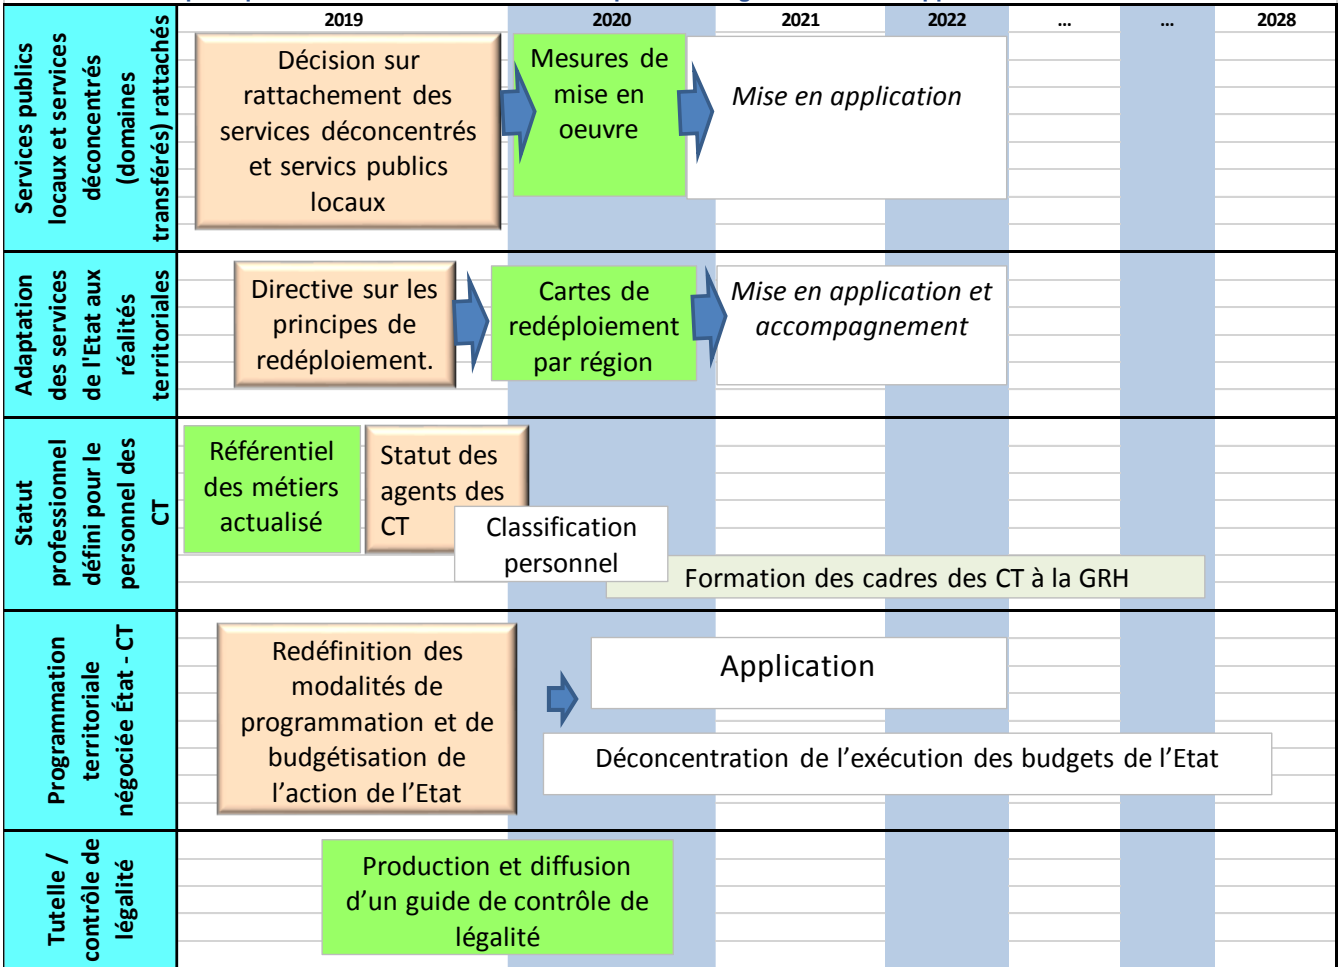 2019 2020 2021 2022 ... ... 2028
Services publics
locaux et services
déconcentrés
(domaines
transférés) rattachés
Décision sur
rattachement des
services déconcentrés
et servics publics
locaux
Mesures de
mise en
oeuvre
Mise en application
Adaptation
des services
de l'Etat aux
réalités
territoriales
Directive sur les
principes de
redéploiement.
Cartes de
redéploiement
par région
Mise en application et
accompagnement
Statut
professionnel
défini pour le
personnel des
CT
Référentiel
des métiers
actualisé
Statut des
agents des
CT
Classification
personnel
Formation des cadres des CT à la GRH
Programmation
territoriale
négociée État - CT
Redéfinition des
modalités de
programmation et de
budgétisation de
l’action de l’Etat
Application
Déconcentration de l’exécution des budgets de l’Etat
Tutelle /
contrôle de
légalité
Production et diffusion
d’un guide de contrôle de
légalité